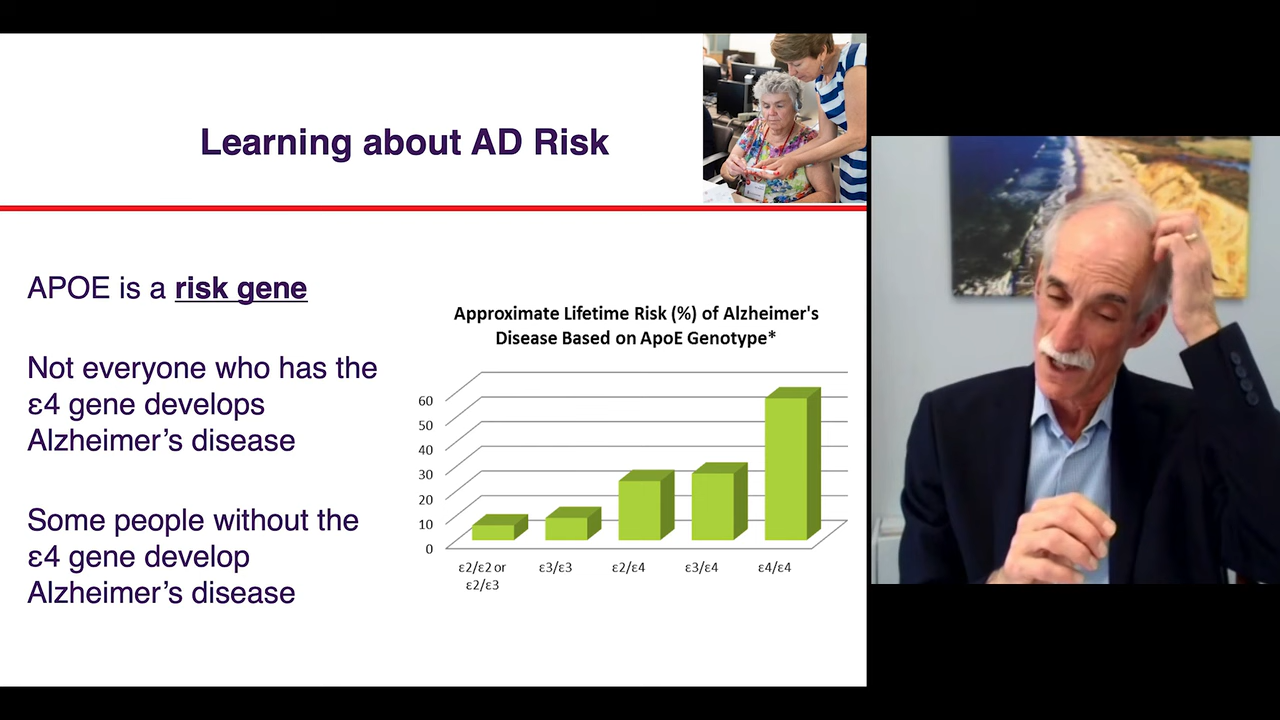 Learning about AD Risk
APOE is a risk gene
Not everyone who has the
ε4 gene develops
Alzheimer’s disease
Some people without the
ε4 gene develop
Alzheimer’s disease
Approximate Lifetime Risk (%) of Alzheimer's
Disease Based on ApoE Genotype*
60
50
40
30
20
10
0
ε2/ε2 or
ε2/ε3
ε3/ε3
ε2/ε4
ε3/ε4
ε4/ε4